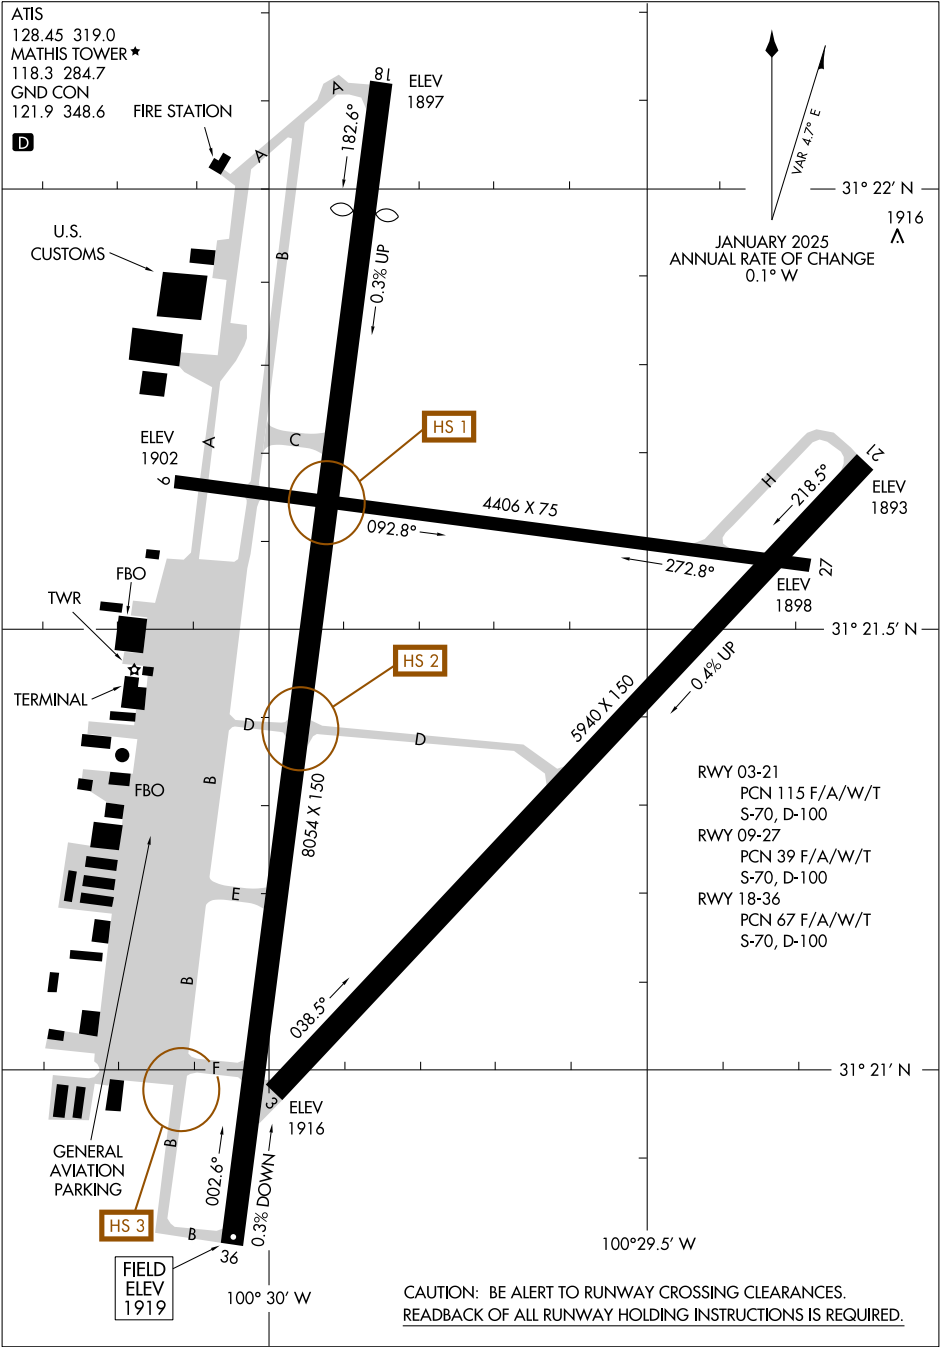 ATIS
128.45 319.0
MATHIS TOWER ★
118.3 284.7
GND CON
121.9 348.6
D
FIRE STATION
A
A
18
ELEV
1897
182.6°
VAR 4.7° E
31° 22' N
1916
JANUARY 2025
ANNUAL RATE OF CHANGE
0.1° W
U.S.
CUSTOMS
B
0.3% UP
HS 1
ELEV
1902
A
C
9
4406 X 75
092.8°
272.8°
H
21
218.5°
ELEV
1893
27
ELEV
1898
FBO
TWR
TERMINAL
31° 21.5' N
HS 2
0.4% UP
5940 X 150
D
D
B
FBO
8054 X 150
RWY 03-21
PCN 115 F/A/W/T
S-70, D-100
RWY 09-27
PCN 39 F/A/W/T
S-70, D-100
RWY 18-36
PCN 67 F/A/W/T
S-70, D-100
E
B
038.5°
F
31° 21' N
3
ELEV
1916
GENERAL
AVIATION
PARKING
B
002.6°
0.3% DOWN
HS 3
B
36
FIELD
ELEV
1919
100° 30' W
100°29.5' W
CAUTION: BE ALERT TO RUNWAY CROSSING CLEARANCES.
READBACK OF ALL RUNWAY HOLDING INSTRUCTIONS IS REQUIRED.